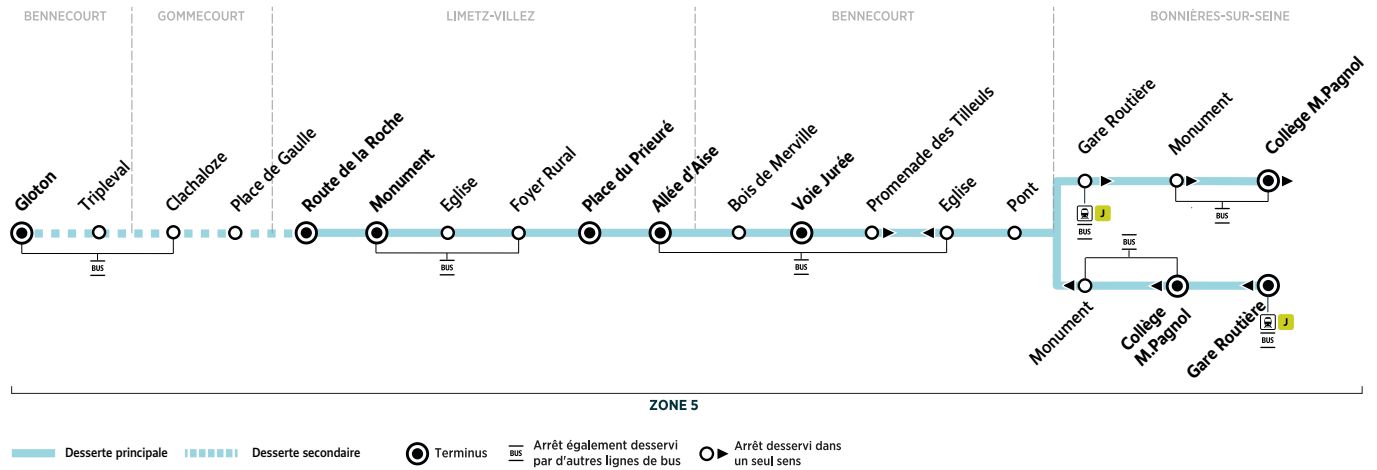 BENNECOURT
GOMMECOURT
LIMETZ-VILLEZ
BENNECOURT
BONNIÈRES-SUR-SEINE
Gloton
Tripleval
Clachaloze
Place de Gaulle
Route de la Roche
Monument
Eglise
Foyer Rural
Place du Prieuré
Allée d'Aise
Bois de Merville
Voie Jurée
Promenade des Tilleuls
Eglise
Pont
Gare Routière
Monument
Collège M.Pagnol
BUS
BUS
BUS
J
BUS
BUS
BUS
Monument
Collège
M.Pagnol
Gare Routière
J
BUS
ZONE 5
Desserte principale
Desserte secondaire
Terminus
BUS
Arrêt également desservi
par d'autres lignes de bus
Arrêt desservi dans
un seul sens